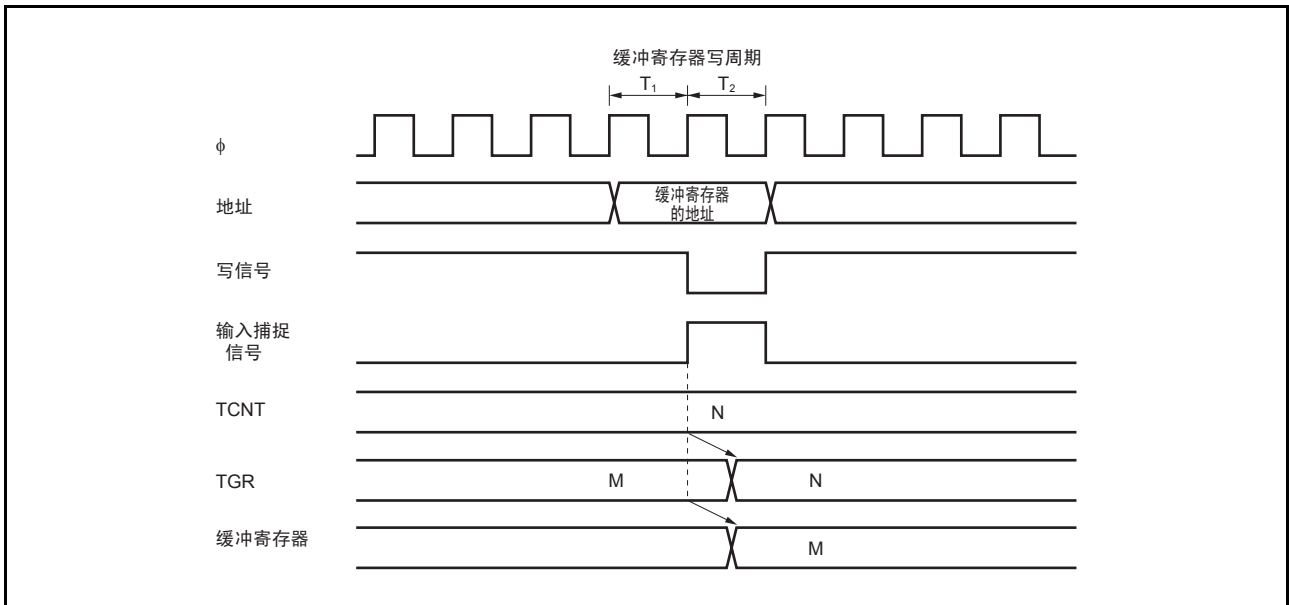 缓冲寄存器写周期
T₁ T₂
φ
地址
缓冲寄存器
的地址
写信号
输入捕捉
信号
TCNT
N
TGR
M N
缓冲寄存器
M